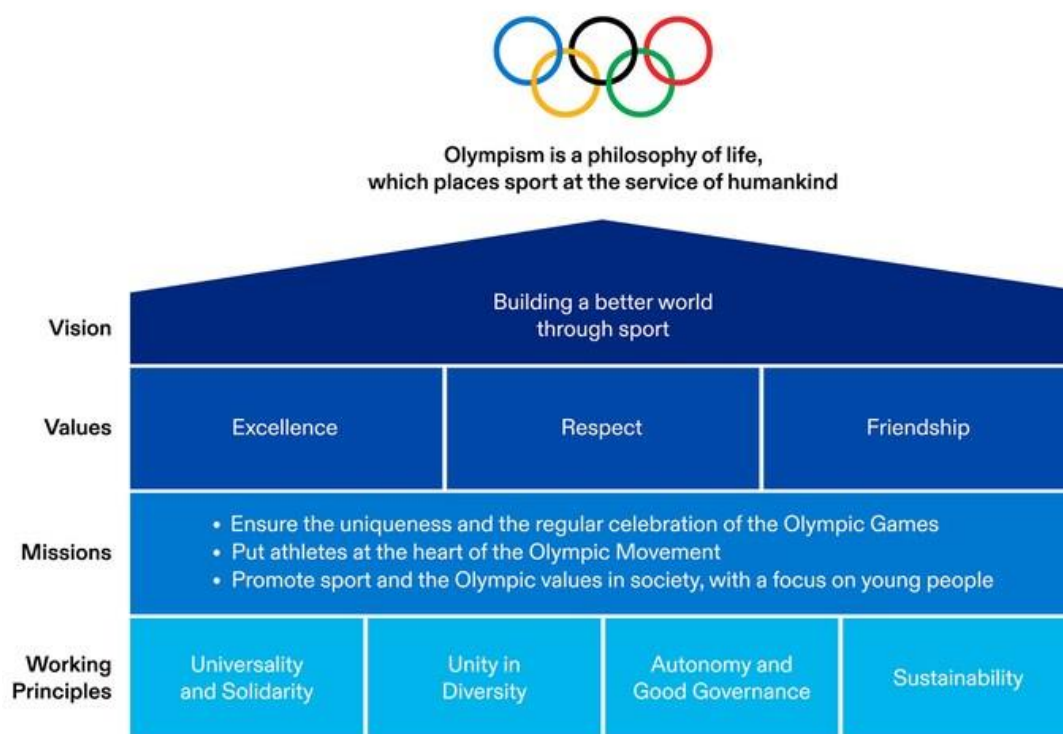 Olympism is a philosophy of life,
which places sport at the service of humankind
Vision
Building a better world
through sport
Values
Excellence
Respect
Friendship
Missions
• Ensure the uniqueness and the regular celebration of the Olympic Games
• Put athletes at the heart of the Olympic Movement
• Promote sport and the Olympic values in society, with a focus on young people
Working
Principles
Universality
and Solidarity
Unity in
Diversity
Autonomy and
Good Governance
Sustainability